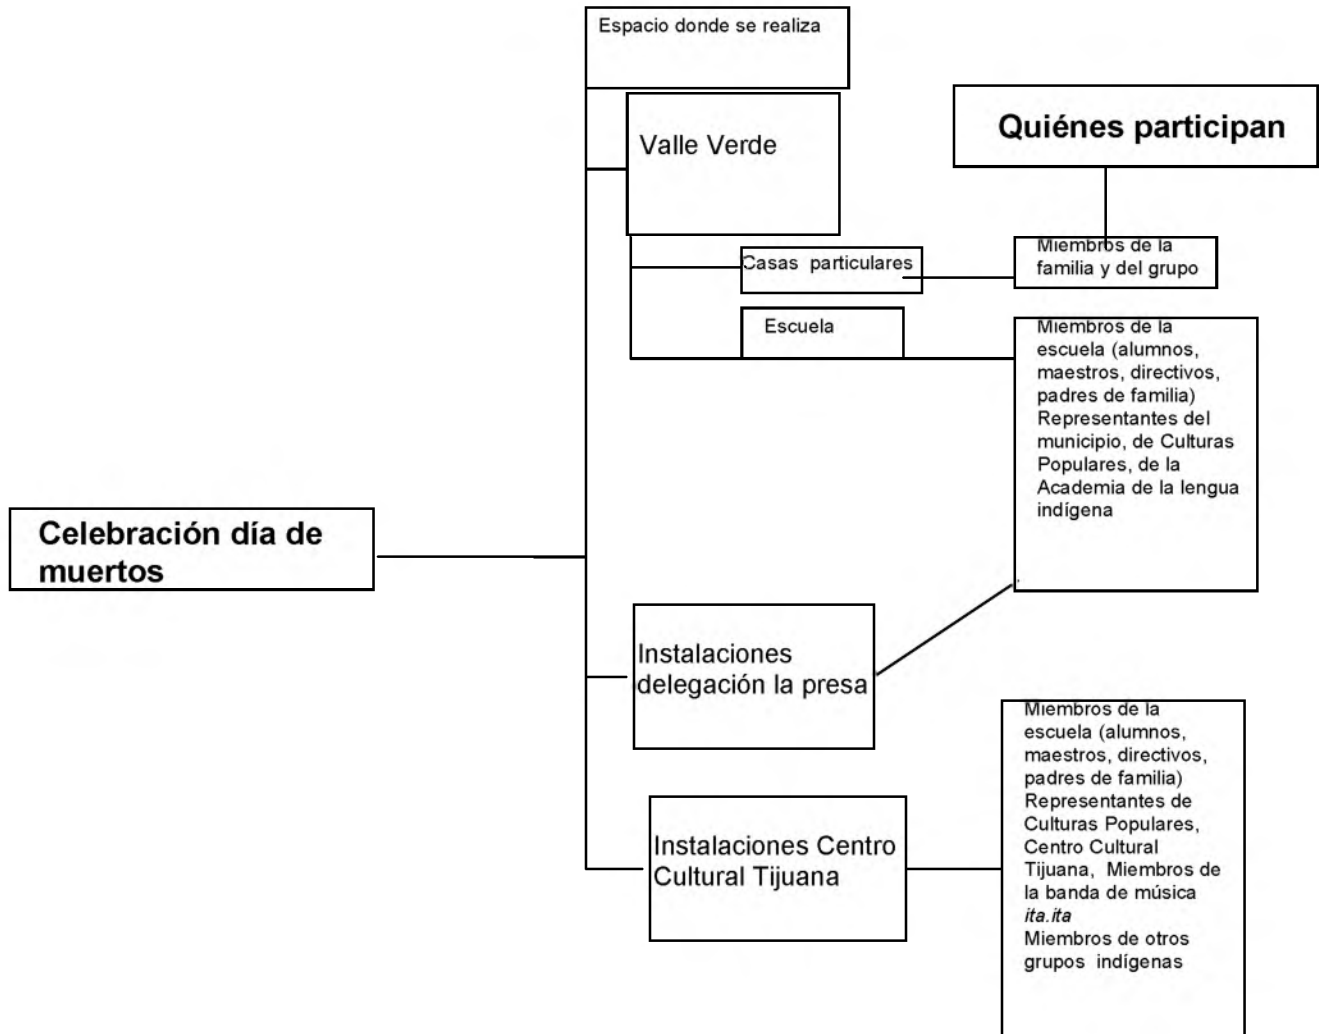 Espacio donde se realiza
Quiénes participan
Valle Verde
Casas particulares
Miembros de la
familia y del grupo
Escuela
Miembros de la
escuela (alumnos,
maestros, directivos,
padres de familia)
Representantes del
municipio, de Culturas
Populares, de la
Academia de la lengua
indígena
Celebración día de
muertos
Instalaciones
delegación la presa
Instalaciones Centro
Cultural Tijuana
Miembros de la
escuela (alumnos,
maestros, directivos,
padres de familia)
Representantes de
Culturas Populares,
Centro Cultural
Tijuana, Miembros de
la banda de música
ita.ita
Miembros de otros
grupos indígenas